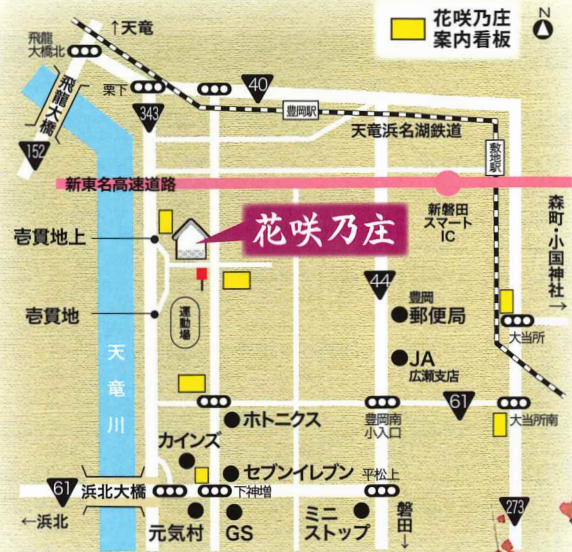 花咲乃庄
案内看板
N
↑天竜
飛龍
大橋北
飛龍大橋
152
栗下
343
40
豊岡駅
天竜浜名湖鉄道
敷地駅
新東名高速道路
新磐田
スマート
IC
森町・小国神社→
壱貫地上
花咲乃庄
44
壱貫地
運動場
豊岡
郵便局
大当所
JA
広瀬支店
天竜川
ホトニクス
豊岡南
小入口
61
大当所南
カインズ
セブンイレブン
平松上
61
浜北大橋
下神増
←浜北
元気村
GS
ミニ
ストップ
磐田→
273